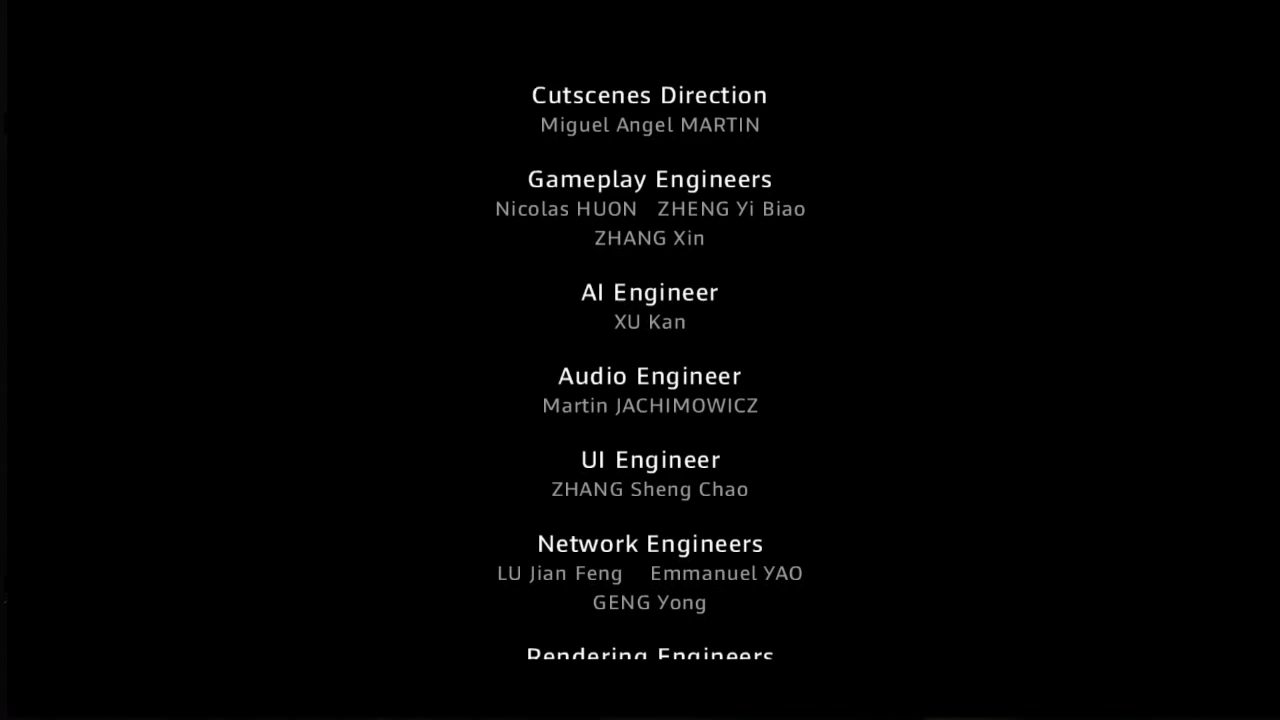 Cutscenes Direction
Miguel Angel MARTIN
Gameplay Engineers
Nicolas HUON ZHENG Yi Biao
ZHANG Xin
AI Engineer
XU Kan
Audio Engineer
Martin JACHIMOWICZ
UI Engineer
ZHANG Sheng Chao
Network Engineers
LU Jian Feng Emmanuel YAO
GENG Yong
Rendering Engineers